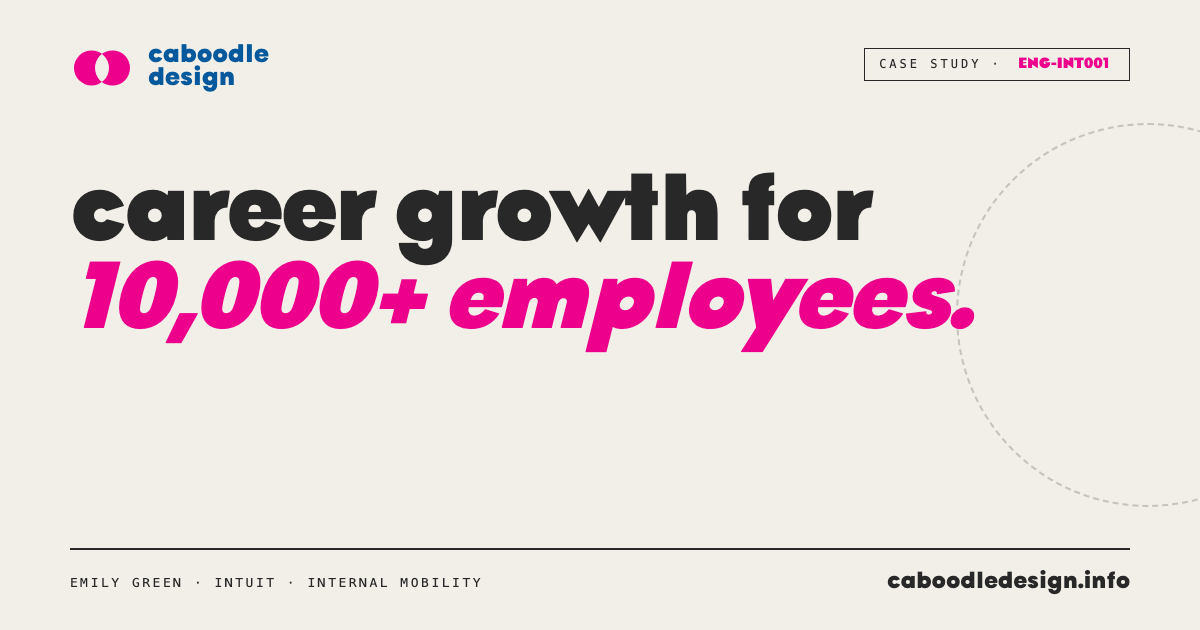 caboodle
design
CASE STUDY · ENG-INT001
career growth for
10,000+ employees.
EMILY GREEN · INTUIT · INTERNAL MOBILITY
caboodledesign.info